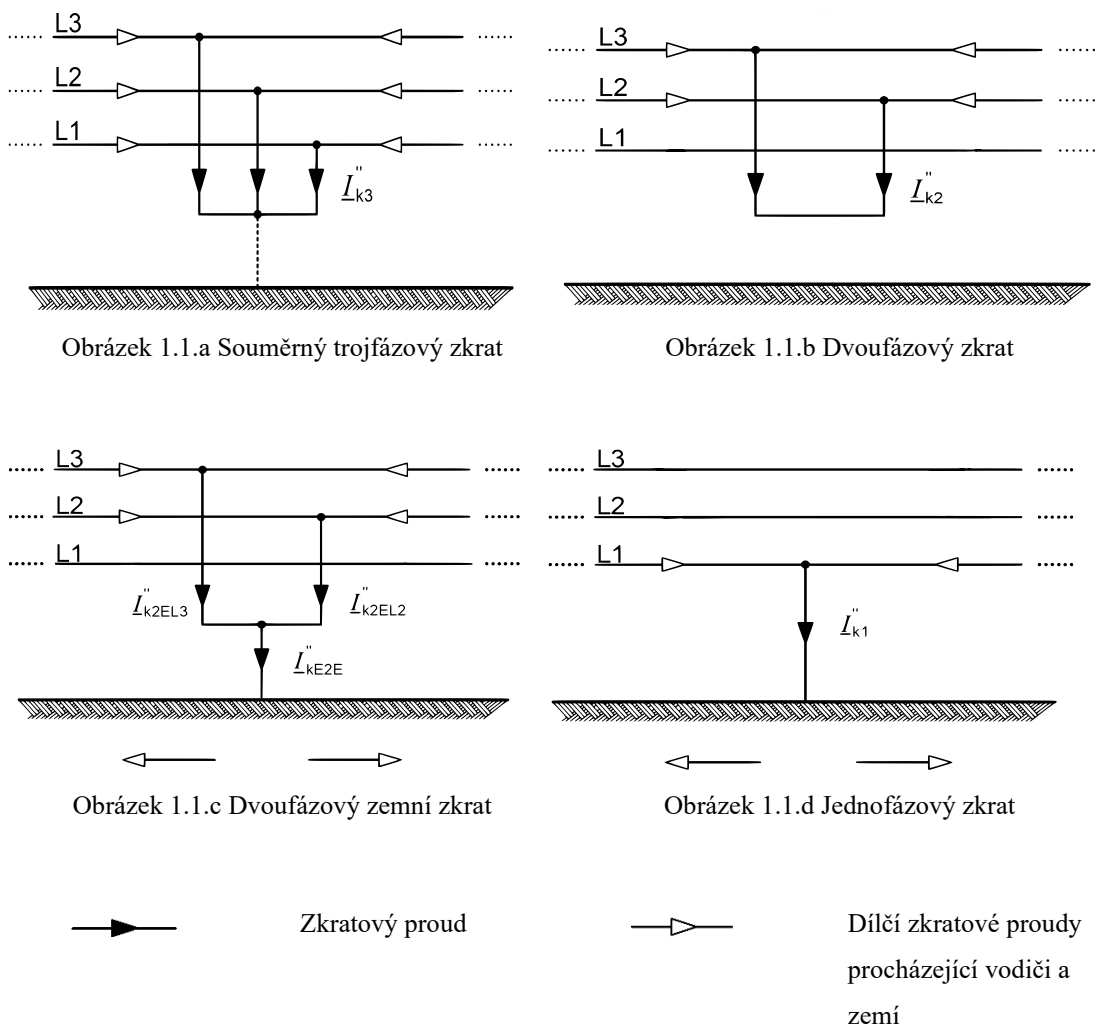 L3
L2
L1
I"k3
Obrázek 1.1.a Souměrný trojfázový zkrat
L3
L2
L1
I"k2
Obrázek 1.1.b Dvoufázový zkrat
L3
L2
L1
I"k2EL3
I"k2EL2
I"kE2E
Obrázek 1.1.c Dvoufázový zemní zkrat
L3
L2
L1
I"k1
Obrázek 1.1.d Jednofázový zkrat
Zkratový proud
Dílčí zkratové proudy
procházející vodiči a
zemí